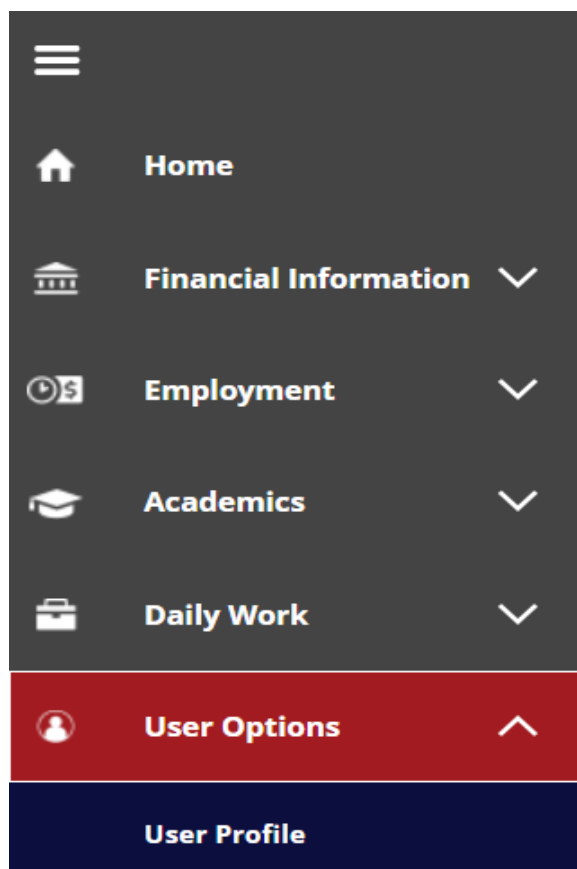 Home
Financial Information
Employment
Academics
Daily Work
User Options
User Profile